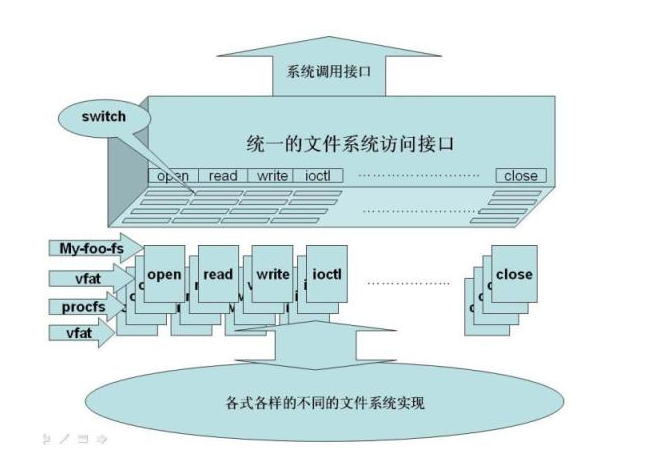 系统调用接口
switch
统一的文件系统访问接口
open read write ioctl ........................ close
My-foo-fs
vfat
procfs
vfat
open read write ioctl ........................ close
各式各样的不同的文件系统实现